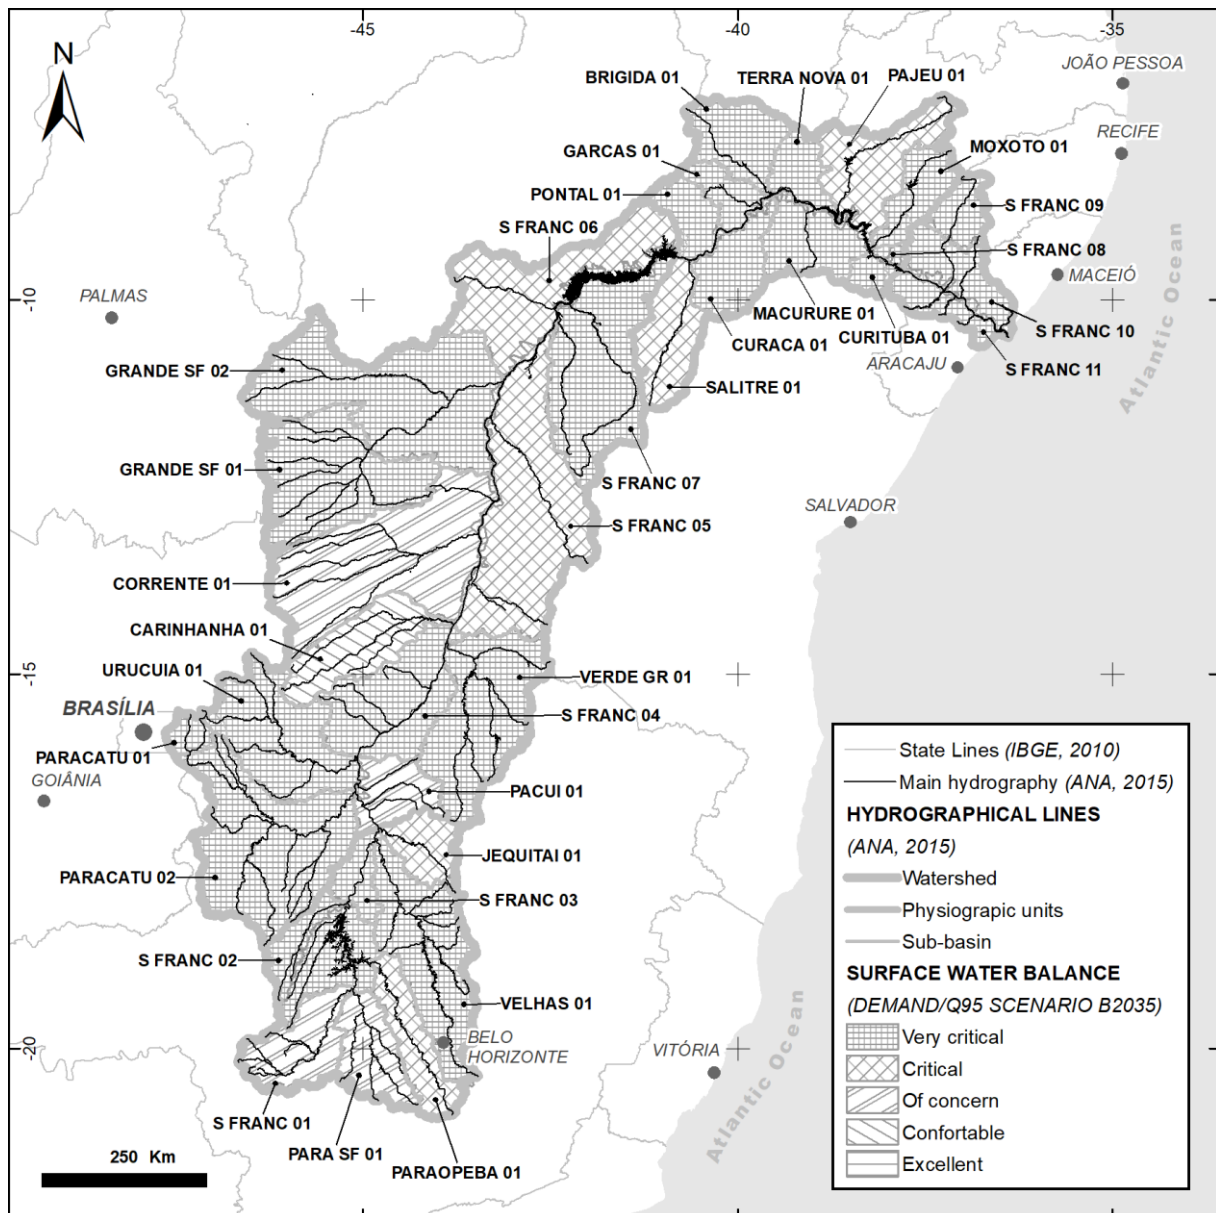 -45
-40
-35
N
JOÃO PESSOA
BRIGIDA 01
TERRA NOVA 01
PAJEU 01
RECIFE
GARCAS 01
MOXOTO 01
PONTAL 01
S FRANC 09
S FRANC 06
S FRANC 08
MACEIÓ
PALMAS
-10
MACURURE 01
S FRANC 10
CURACA 01
CURITUBA 01
ARACAJU
S FRANC 11
GRANDE SF 02
SALITRE 01
Atlantic Ocean
GRANDE SF 01
S FRANC 07
SALVADOR
S FRANC 05
CORRENTE 01
CARINHANHA 01
URUCUIA 01
-15
VERDE GR 01
BRASÍLIA
S FRANC 04
PARACATU 01
GOIÂNIA
PACUI 01
JEQUITAI 01
PARACATU 02
S FRANC 03
S FRANC 02
VELHAS 01
BELO
HORIZONTE
-20
VITÓRIA
Atlantic Ocean
S FRANC 01
PARA SF 01
PARAOPEBA 01
250 Km
State Lines (IBGE, 2010)
Main hydrography (ANA, 2015)
HYDROGRAPHICAL LINES
(ANA, 2015)
Watershed
Physiograpic units
Sub-basin
SURFACE WATER BALANCE
(DEMAND/Q95 SCENARIO B2035)
Very critical
Critical
Of concern
Confortable
Excellent